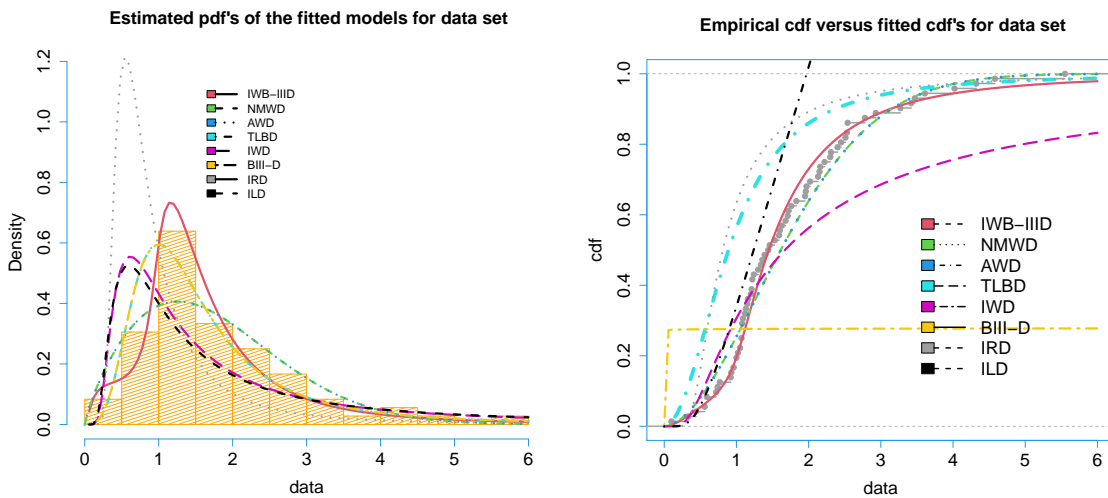 Estimated pdf's of the fitted models for data set
Density
0.0 0.2 0.4 0.6 0.8 1.0 1.2
IWB−IIID
NMWD
AWD
TLBD
IWD
BIII−D
IRD
ILD
0 1 2 3 4 5 6
data
Empirical cdf versus fitted cdf's for data set
cdf
0.0 0.2 0.4 0.6 0.8 1.0
IWB−IIID
NMWD
AWD
TLBD
IWD
BIII−D
IRD
ILD
0 1 2 3 4 5 6
data